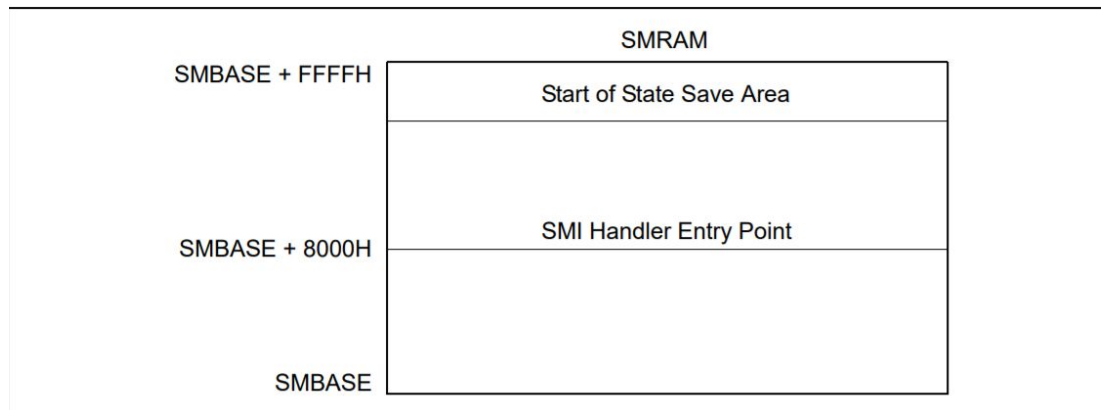 SMRAM
SMBASE + FFFFH
Start of State Save Area
SMI Handler Entry Point
SMBASE + 8000H
SMBASE